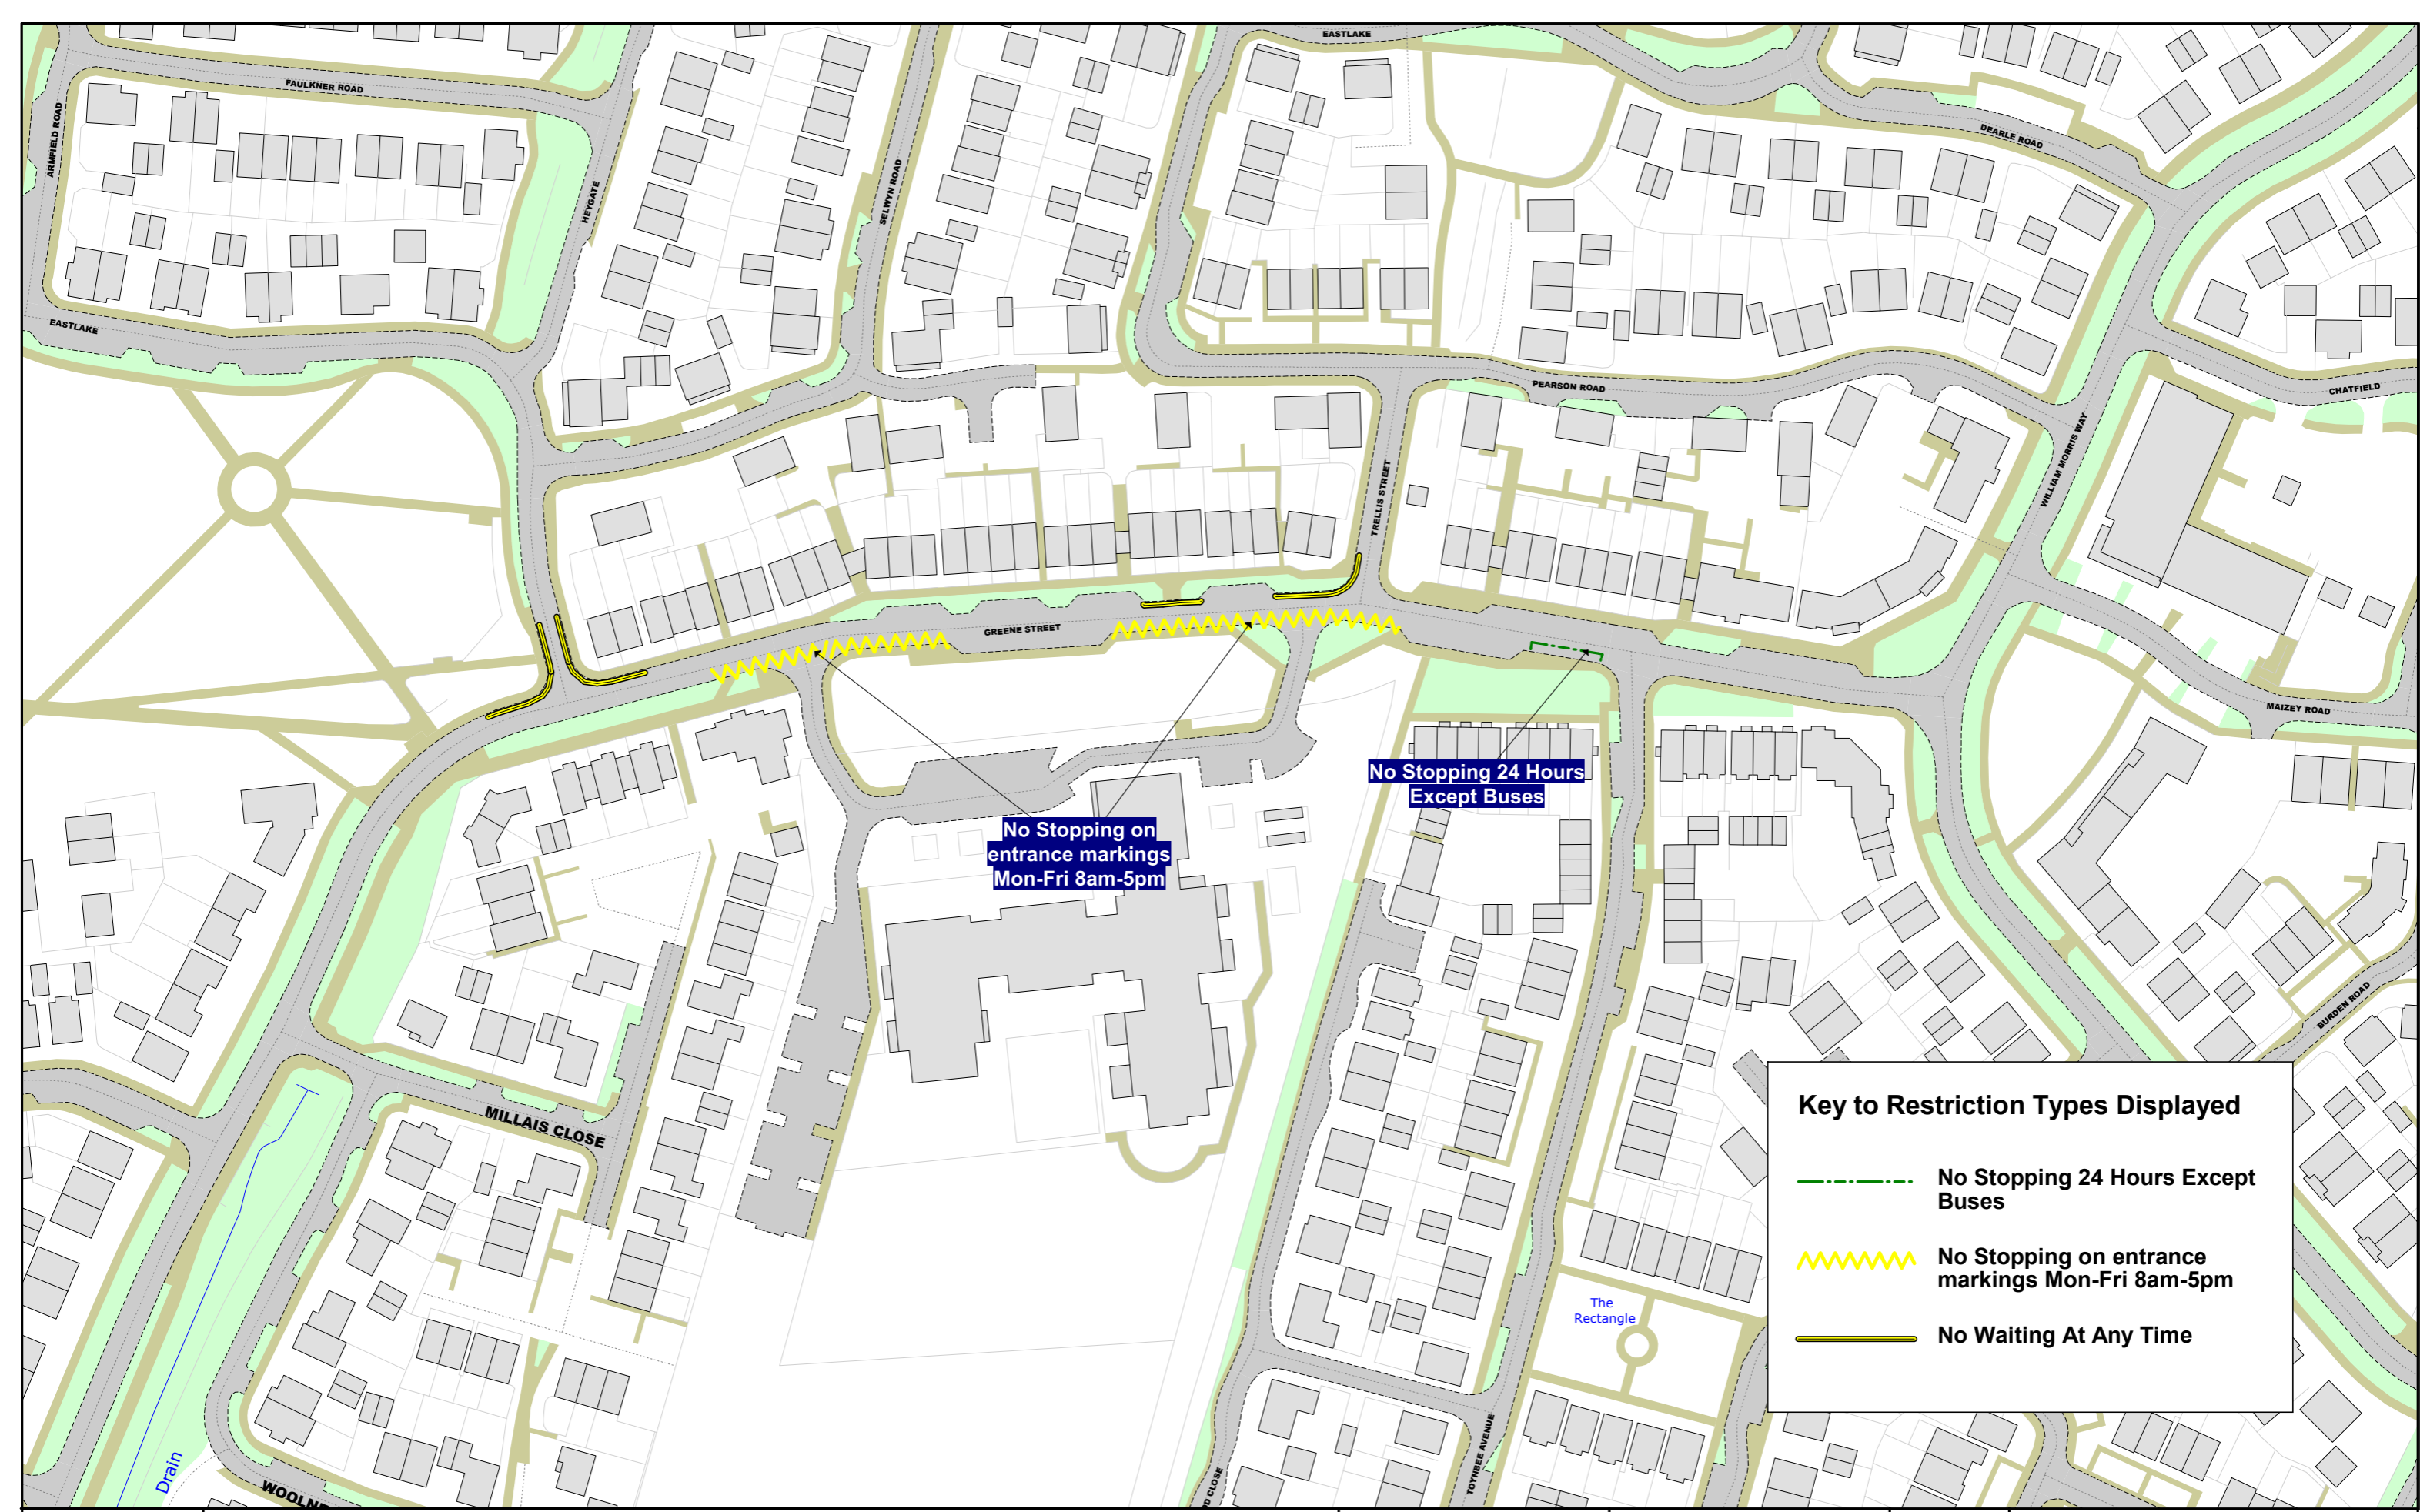 EASTLAKE
FAULKNER ROAD
ARMFIELD ROAD
DEARLE ROAD
HEYGATE
SELWYN ROAD
EASTLAKE
PEARSON ROAD
CHATFIELD
WILLIAM MORRIS WAY
TRELLIS STREET
GREENE STREET
MAIZEY ROAD
No Stopping 24 Hours
Except Buses
No Stopping on
entrance markings
Mon-Fri 8am-5pm
BURDEN ROAD
MILLAIS CLOSE
Key to Restriction Types Displayed
No Stopping 24 Hours Except
Buses
No Stopping on entrance
markings Mon-Fri 8am-5pm
No Waiting At Any Time
The
Rectangle
Drain
TOYNBEE AVENUE
CLOSE